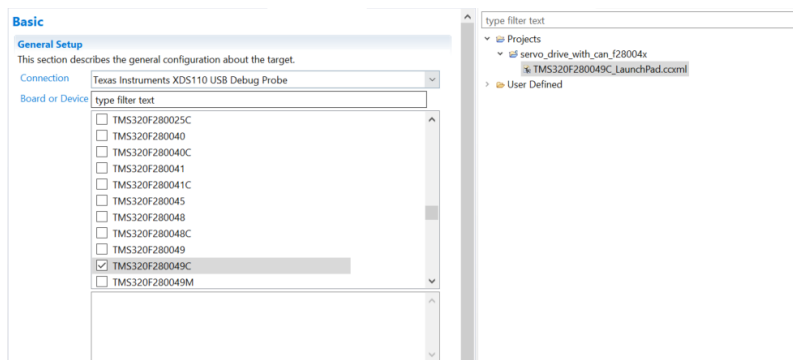 Basic
General Setup
This section describes the general configuration about the target.
Connection
Texas Instruments XDS110 USB Debug Probe
Board or Device
type filter text
TMS320F280025C
TMS320F280040
TMS320F280040C
TMS320F280041
TMS320F280041C
TMS320F280045
TMS320F280048
TMS320F280048C
TMS320F280049
TMS320F280049C
TMS320F280049M
type filter text
Projects
servo_drive_with_can_f28004x
TMS320F280049C_LaunchPad.ccxml
User Defined